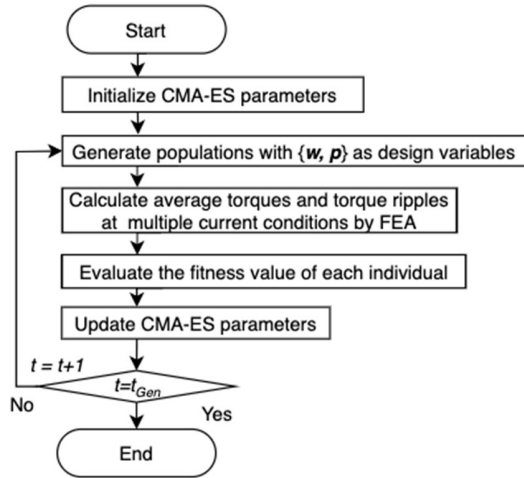 Start
Initialize CMA-ES parameters
Generate populations with {w, p} as design variables
Calculate average torques and torque ripples
at multiple current conditions by FEA
Evaluate the fitness value of each individual
Update CMA-ES parameters
t = t+1
t=tGen
No
Yes
End